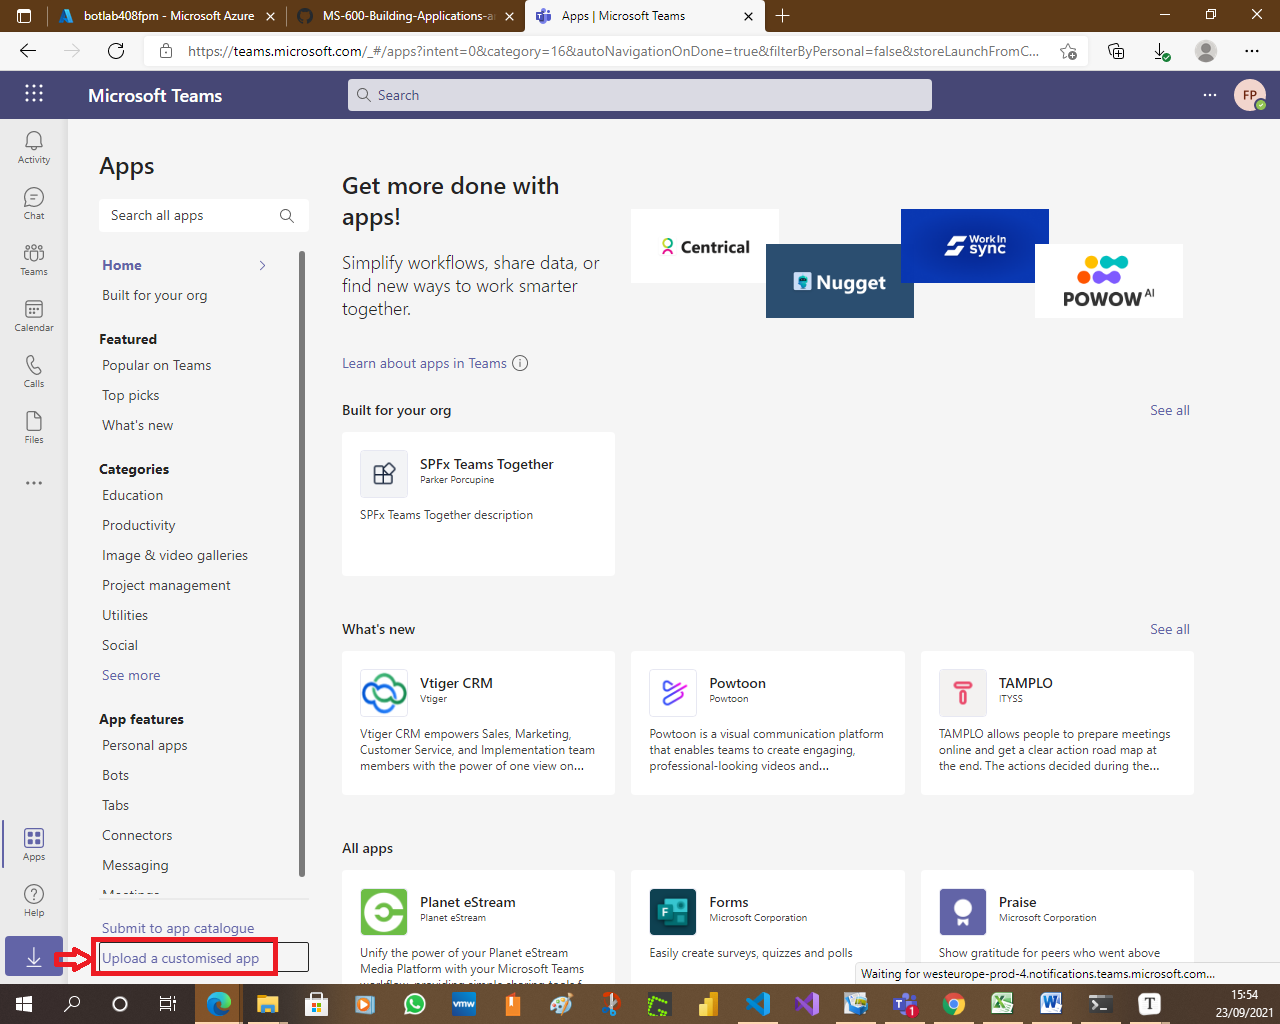 botlab408fpm - Microsoft Azure
MS-600-Building-Applications-a
Apps | Microsoft Teams
https://teams.microsoft.com/_#/apps?intent=0&category=16&autoNavigationOnDone=true&filterByPersonal=false&storeLaunchFromC...
Microsoft Teams
Search
FP
Activity
Chat
Teams
Calendar
Calls
Files
Apps
Help
Apps
Search all apps
Home
Built for your org
Featured
Popular on Teams
Top picks
What's new
Categories
Education
Productivity
Image & video galleries
Project management
Utilities
Social
See more
App features
Personal apps
Bots
Tabs
Connectors
Messaging
Meetings
Submit to app catalogue
Upload a customised app
Get more done with
apps!
Simplify workflows, share data, or
find new ways to work smarter
together.
Learn about apps in Teams
Centrical
Nugget
Work In
sync
POWOW AI
Built for your org
See all
SPFx Teams Together
Parker Porcupine
SPFx Teams Together description
What's new
See all
Vtiger CRM
Vtiger
Vtiger CRM empowers Sales, Marketing,
Customer Service, and Implementation team
members with the power of one view on...
Powtoon
Powtoon
Powtoon is a visual communication platform
that enables teams to create engaging,
professional-looking videos and...
TAMPLO
ITYSS
TAMPLO allows people to prepare meetings
online and get a clear action road map at
the end. The actions decided during the...
All apps
Planet eStream
Planet eStream
Unify the power of your Planet eStream
Media Platform with your Microsoft Teams
workflow, providing simple sharing tools f
Forms
Microsoft Corporation
Easily create surveys, quizzes and polls
Praise
Microsoft Corporation
Show gratitude for peers who went above
Waiting for westeurope-prod-4.notifications.teams.microsoft.com...
vmw
1
T
15:54
23/09/2021